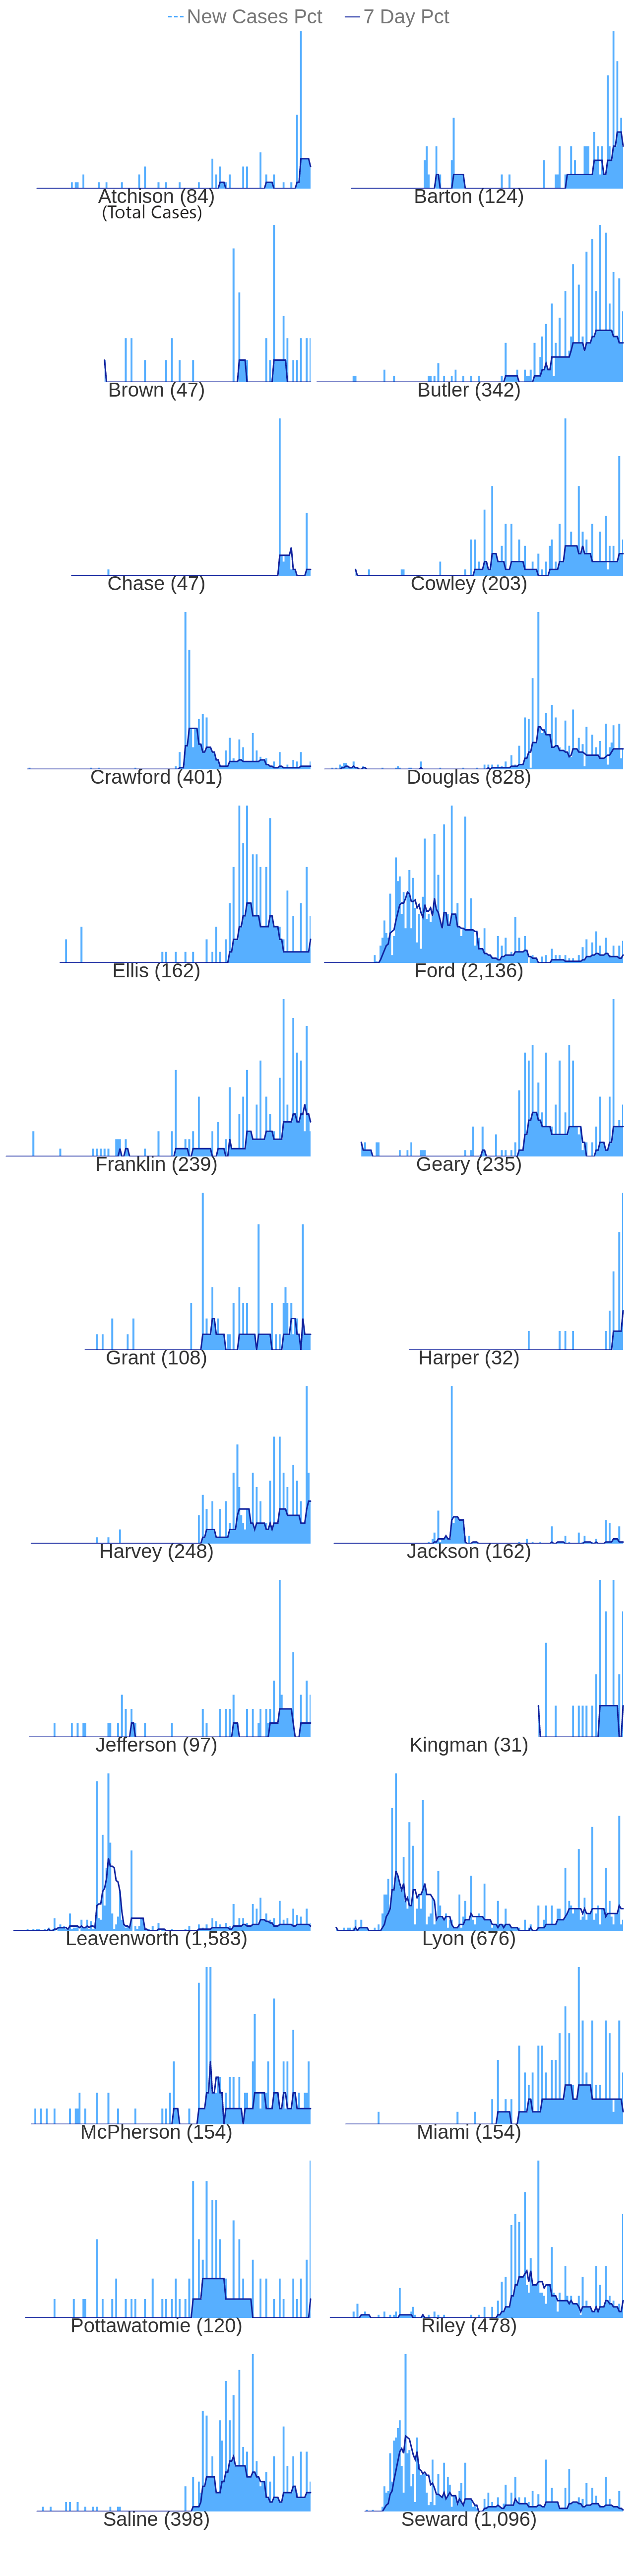 New Cases Pct 7 Day Pct
Atchison (84) Barton (124)
(Total Cases)
Brown (47) Butler (342)
Chase (47) Cowley (203)
Crawford (401) Douglas (828)
Ellis (162) Ford (2,136)
Franklin (239) Geary (235)
Grant (108) Harper (32)
Harvey (248) Jackson (162)
Jefferson (97) Kingman (31)
Leavenworth (1,583) Lyon (676)
McPherson (154) Miami (154)
Pottawatomie (120) Riley (478)
Saline (398) Seward (1,096)